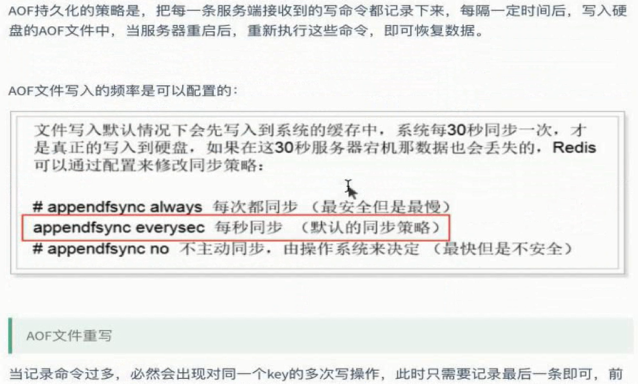 AOF持久化的策略是，把每一条服务端接收到的写命令都记录下来，每隔一定时间后，写入硬
盘的AOF文件中，当服务器重启后，重新执行这些命令，即可恢复数据。
AOF文件写入的频率是可以配置的：
文件写入默认情况下会先写入到系统的缓存中，系统每30秒同步一次，才
是真正的写入到硬盘，如果在这30秒服务器宕机那数据也会丢失的，Redis
可以通过配置来修改同步策略：
# appendfsync always 每次都同步 （最安全但是最慢）
appendfsync everysec 每秒同步 （默认的同步策略）
# appendfsync no 不主动同步，由操作系统来决定 （最快但是不安全）
AOF文件重写
当记录命令过多，必然会出现对同一个key的多次写操作，此时只需要记录最后一条即可，前